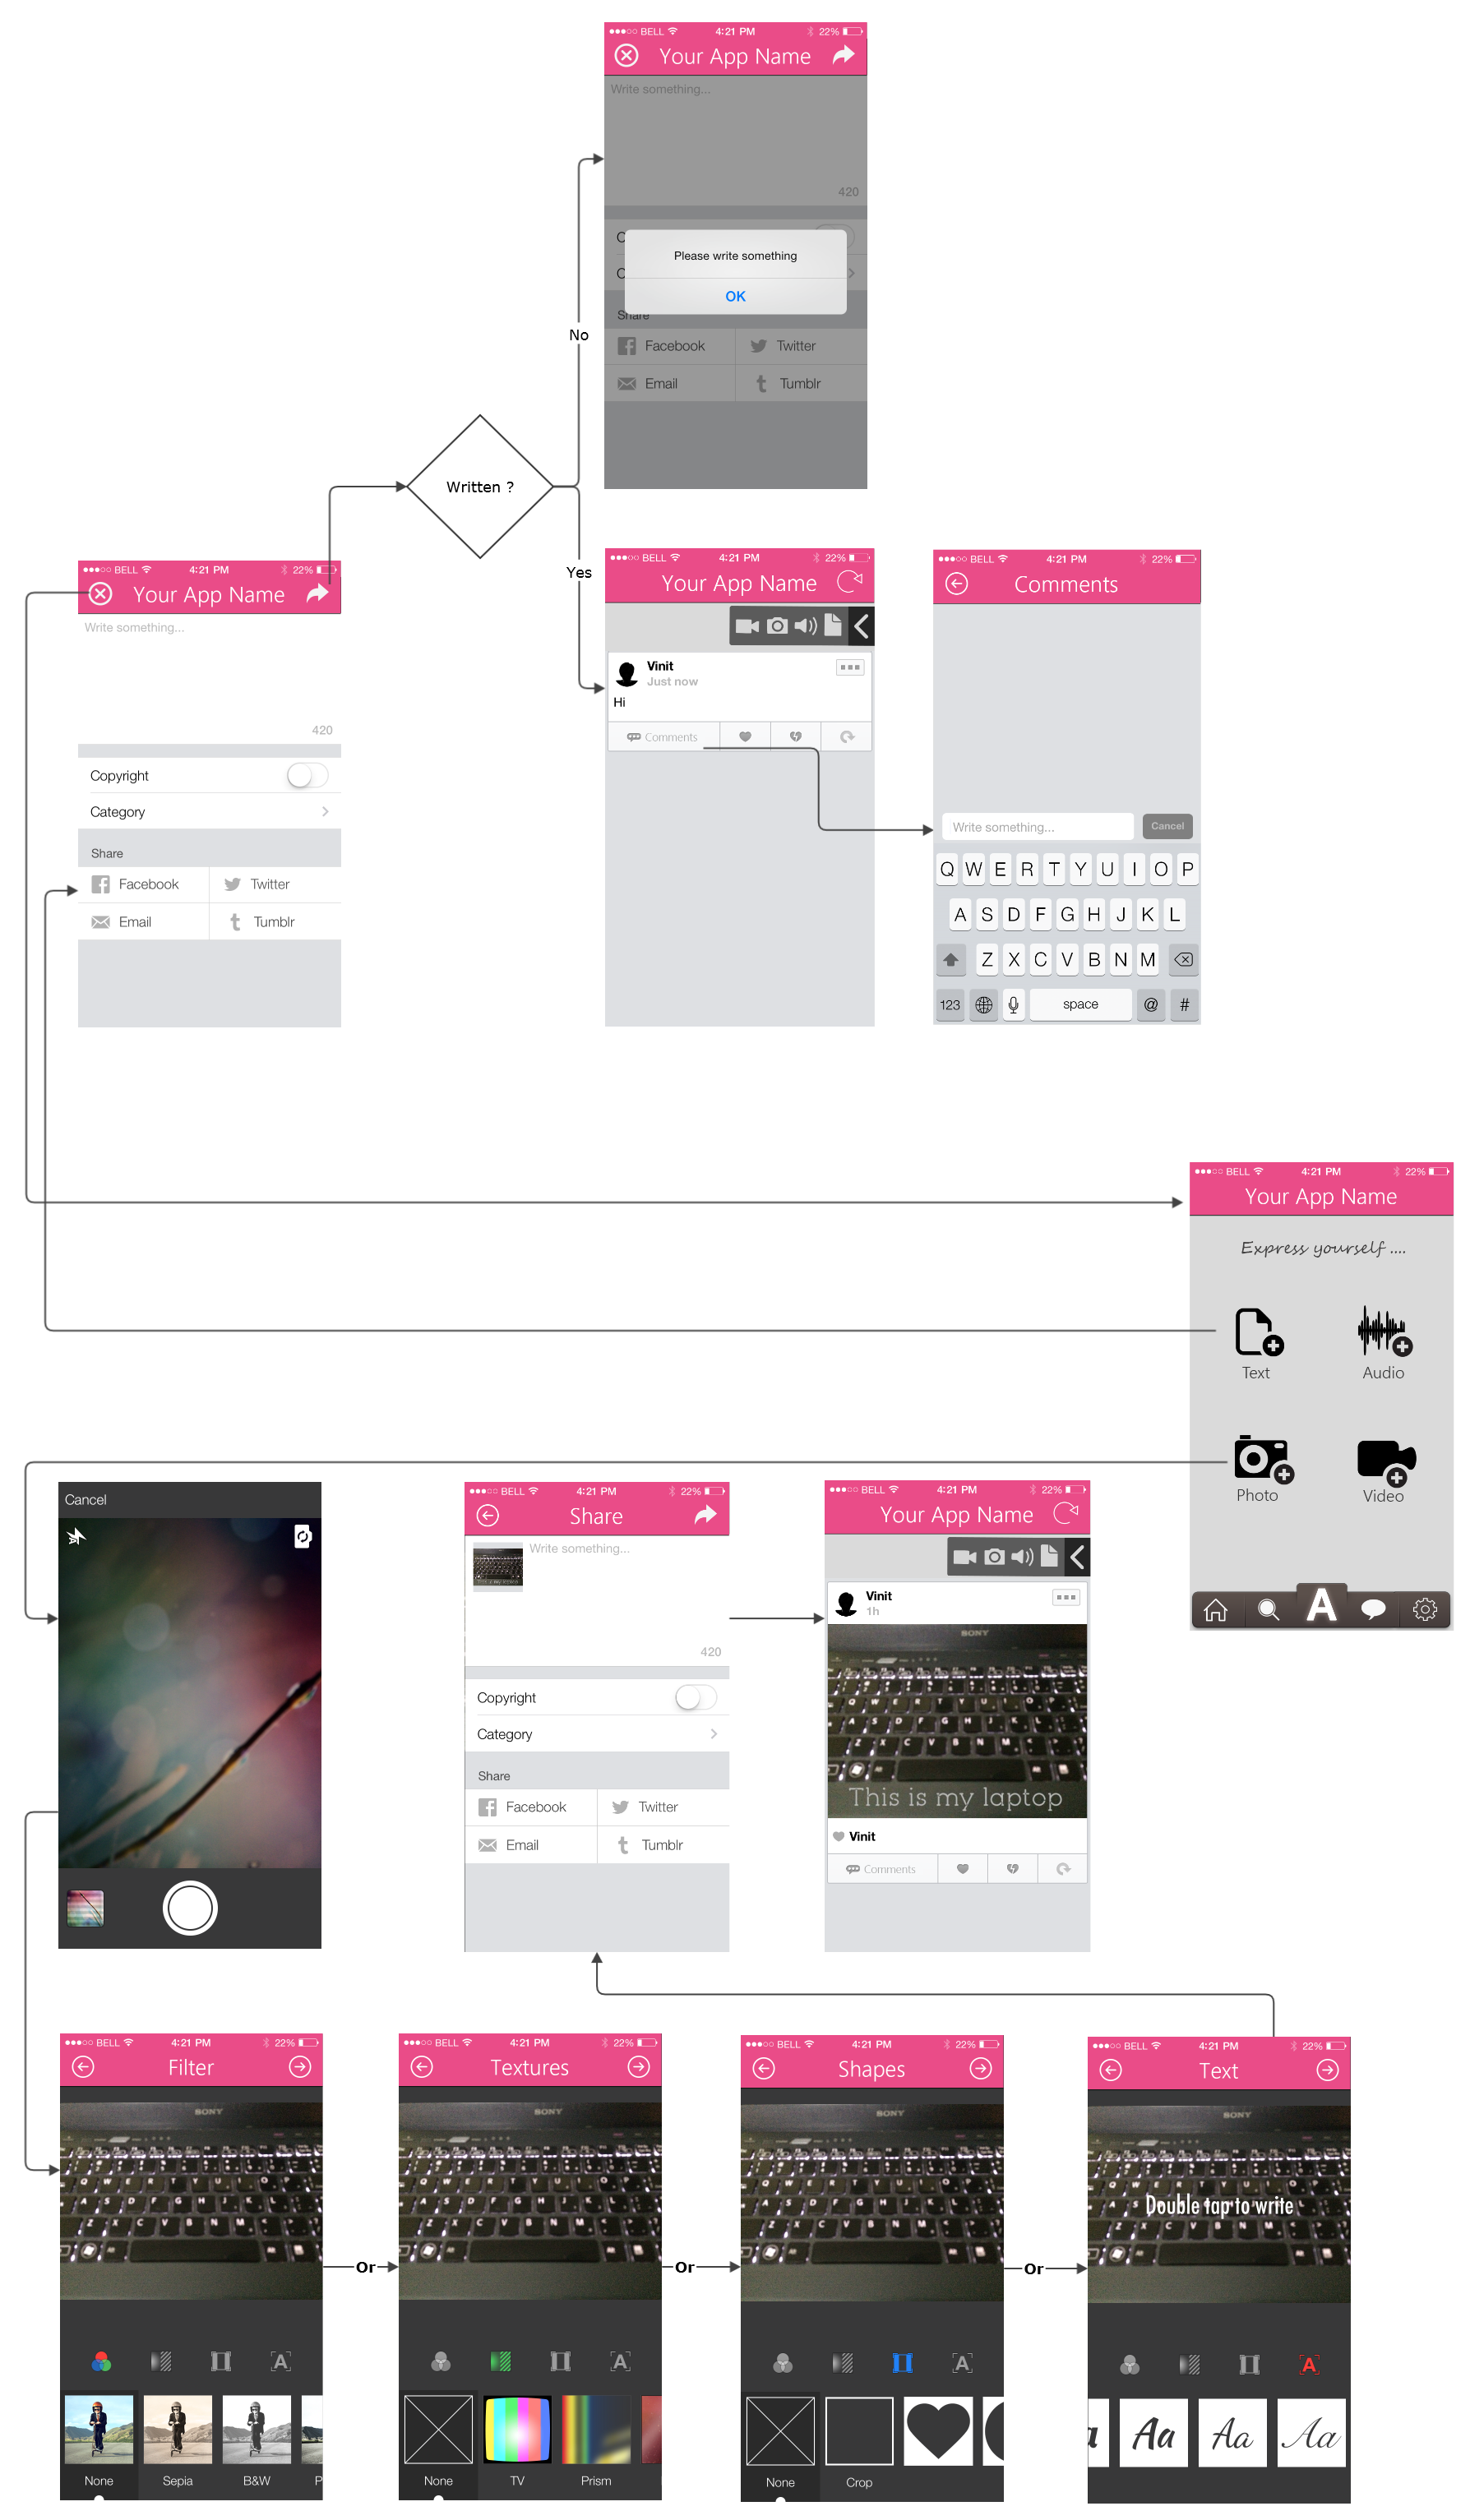 BELL 4:21 PM 22%
Your App Name
Write something...
420
C
C
Please write something
OK
Share
Facebook Twitter
Email Tumblr
No
Written ?
Yes
BELL 4:21 PM 22%
Your App Name
Write something...
420
Copyright
Category
Share
Facebook Twitter
Email Tumblr
BELL 4:21 PM 22%
Your App Name
Vinit
Just now
Hi
Comments
BELL 4:21 PM 22%
Comments
Write something... Cancel
Q W E R T Y U I O P
A S D F G H J K L
Z X C V B N M
123 space @ #
BELL 4:21 PM 22%
Your App Name
Express yourself ....
Text Audio
Photo Video
A
Cancel
BELL 4:21 PM 22%
Share
Write something...
420
Copyright
Category
Share
Facebook Twitter
Email Tumblr
BELL 4:21 PM 22%
Your App Name
Vinit
1h
SONY
This is my laptop
Vinit
Comments
BELL 4:21 PM 22%
Filter
SONY
A
None Sepia B&W P
Or
BELL 4:21 PM 22%
Textures
SONY
A
None TV Prism
Or
BELL 4:21 PM 22%
Shapes
SONY
A
None Crop
Or
BELL 4:21 PM 22%
Text
SONY
Double tap to write
A
a Aa Aa Aa